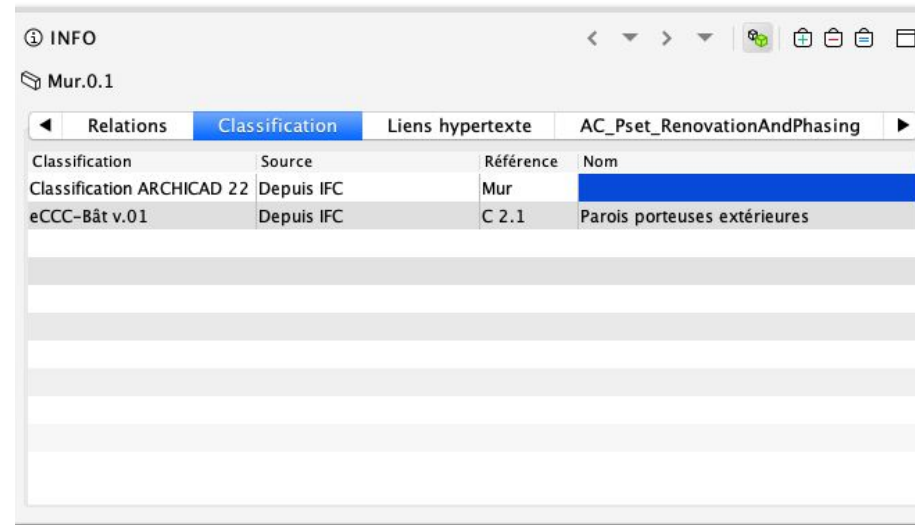 INFO
Mur.0.1
Relations Classification Liens hypertexte AC_Pset_RenovationAndPhasing
Classification Source Référence Nom
Classification ARCHICAD 22 Depuis IFC Mur
eCCC-Bât v.01 Depuis IFC C 2.1 Parois porteuses extérieures